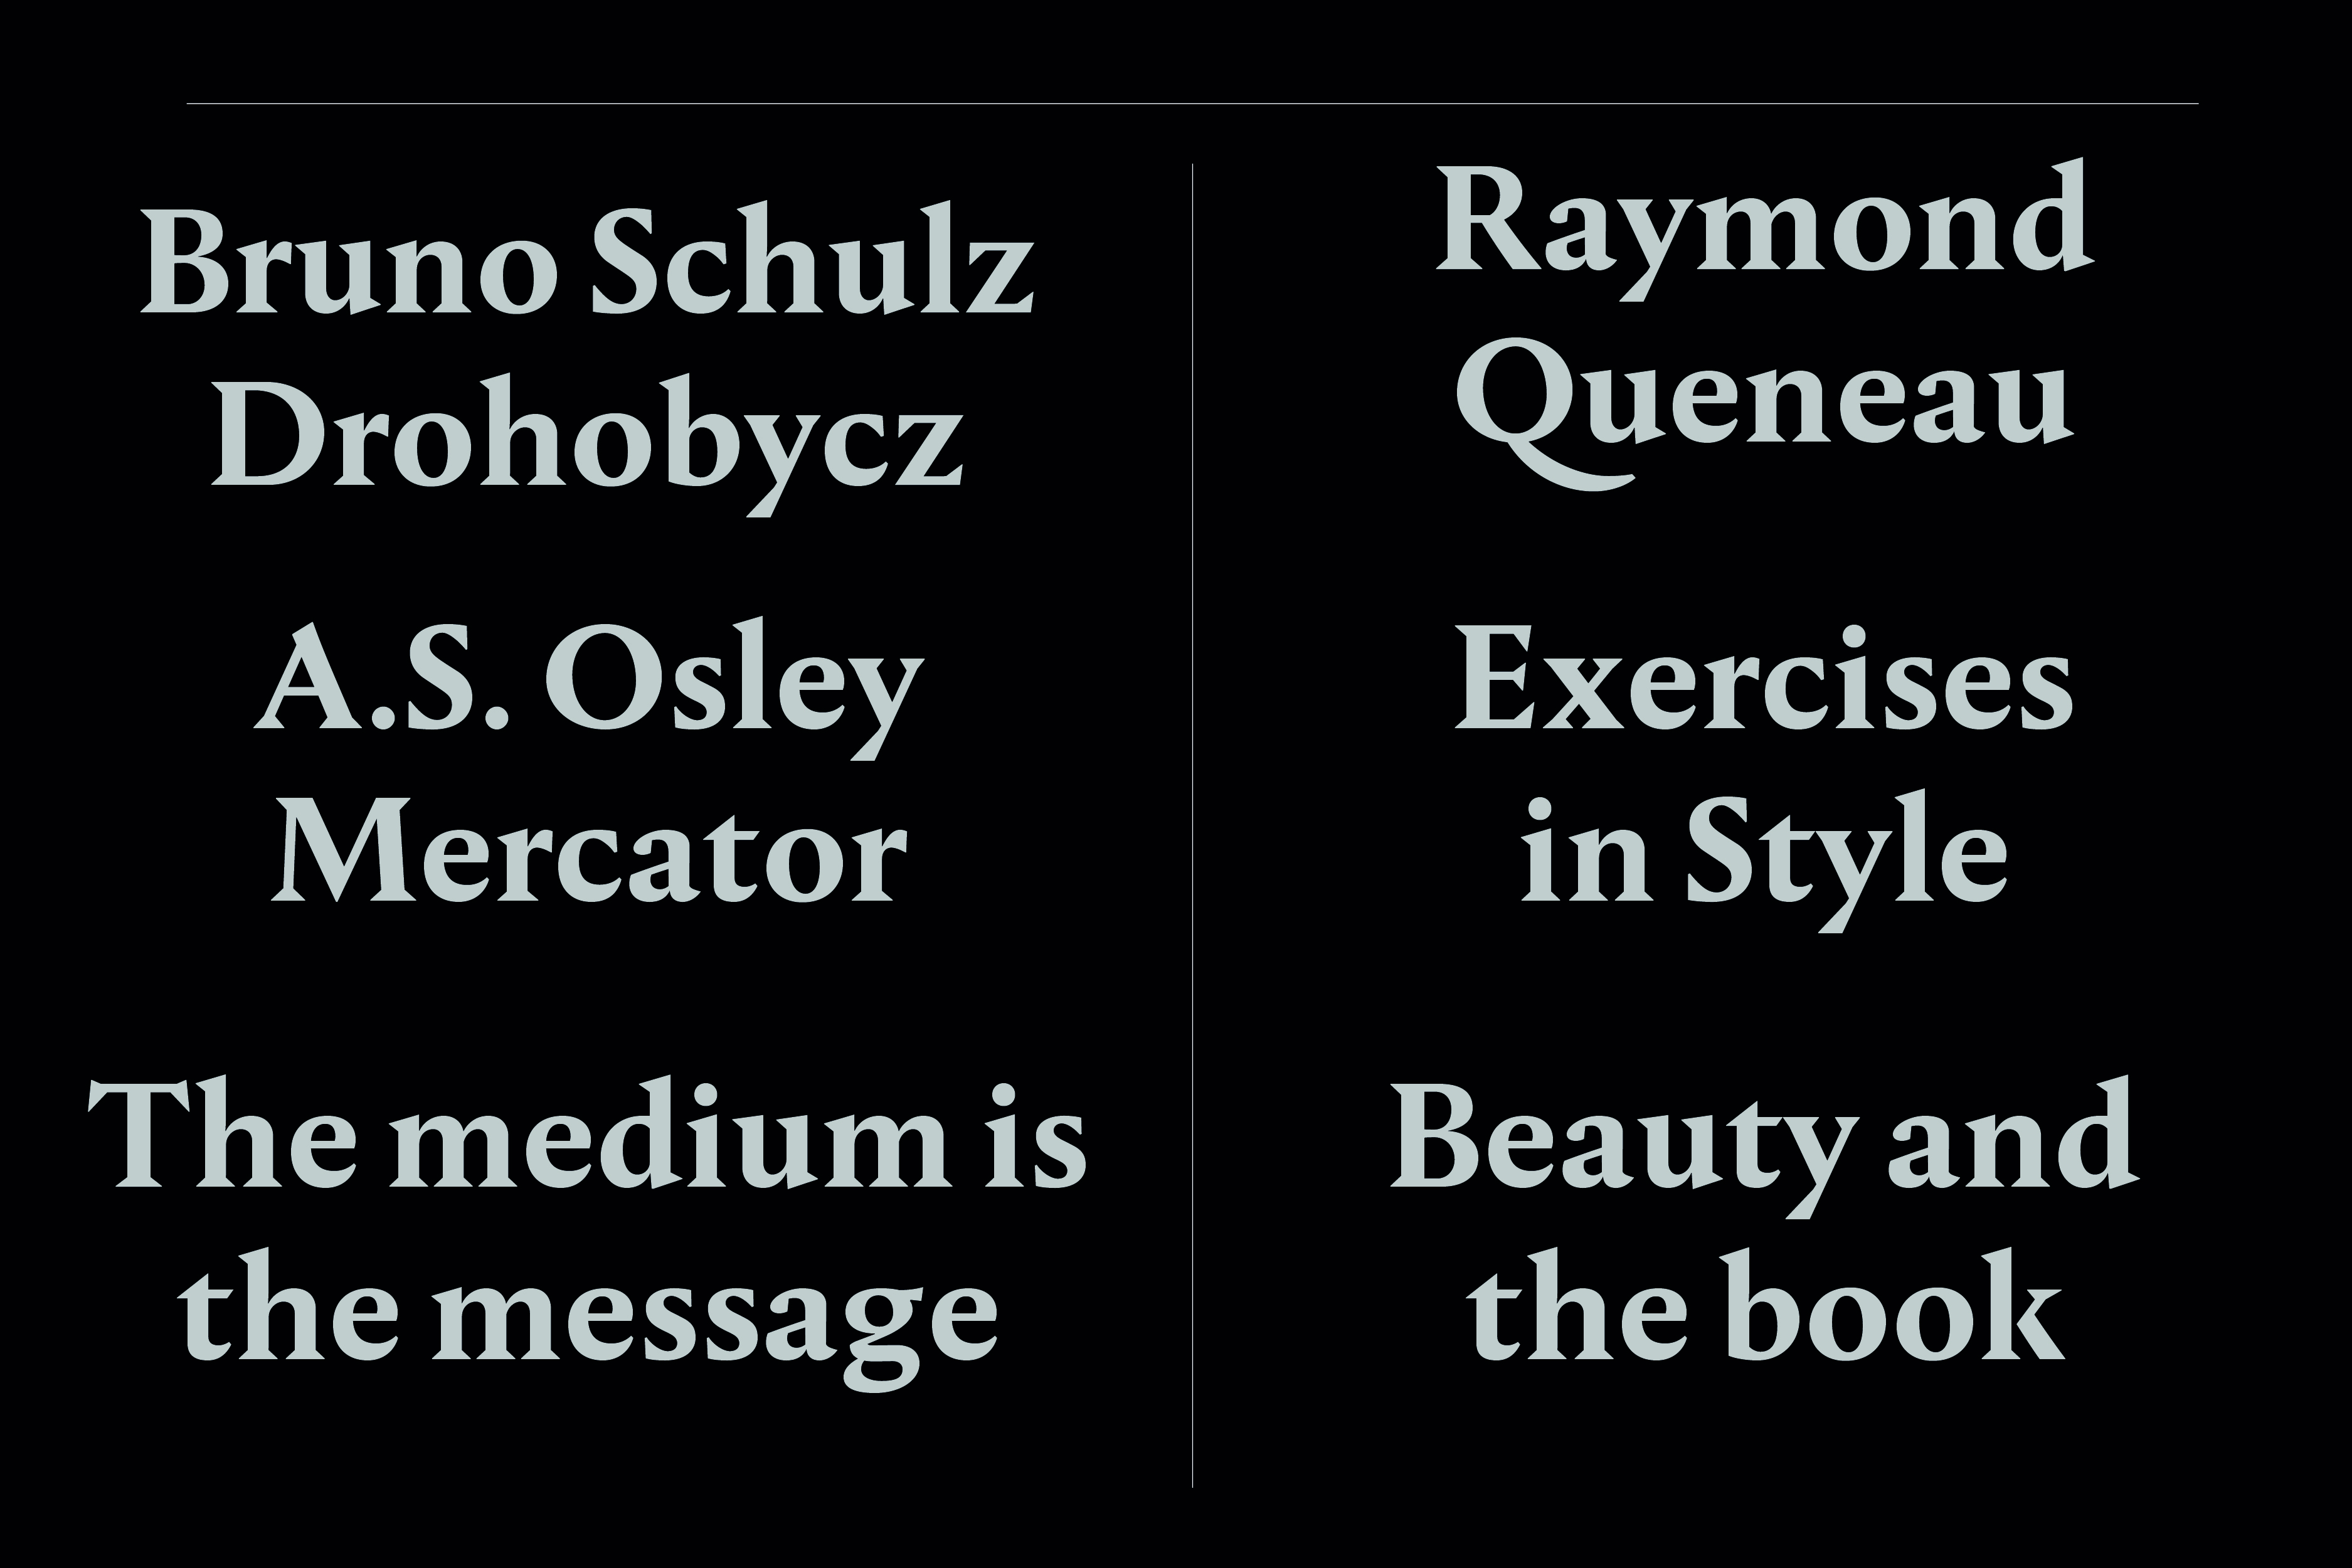 Bruno Schulz
Drohobycz
A.S. Osley
Mercator
The medium is
the message
Raymond
Queneau
Exercises
in Style
Beauty and
the book